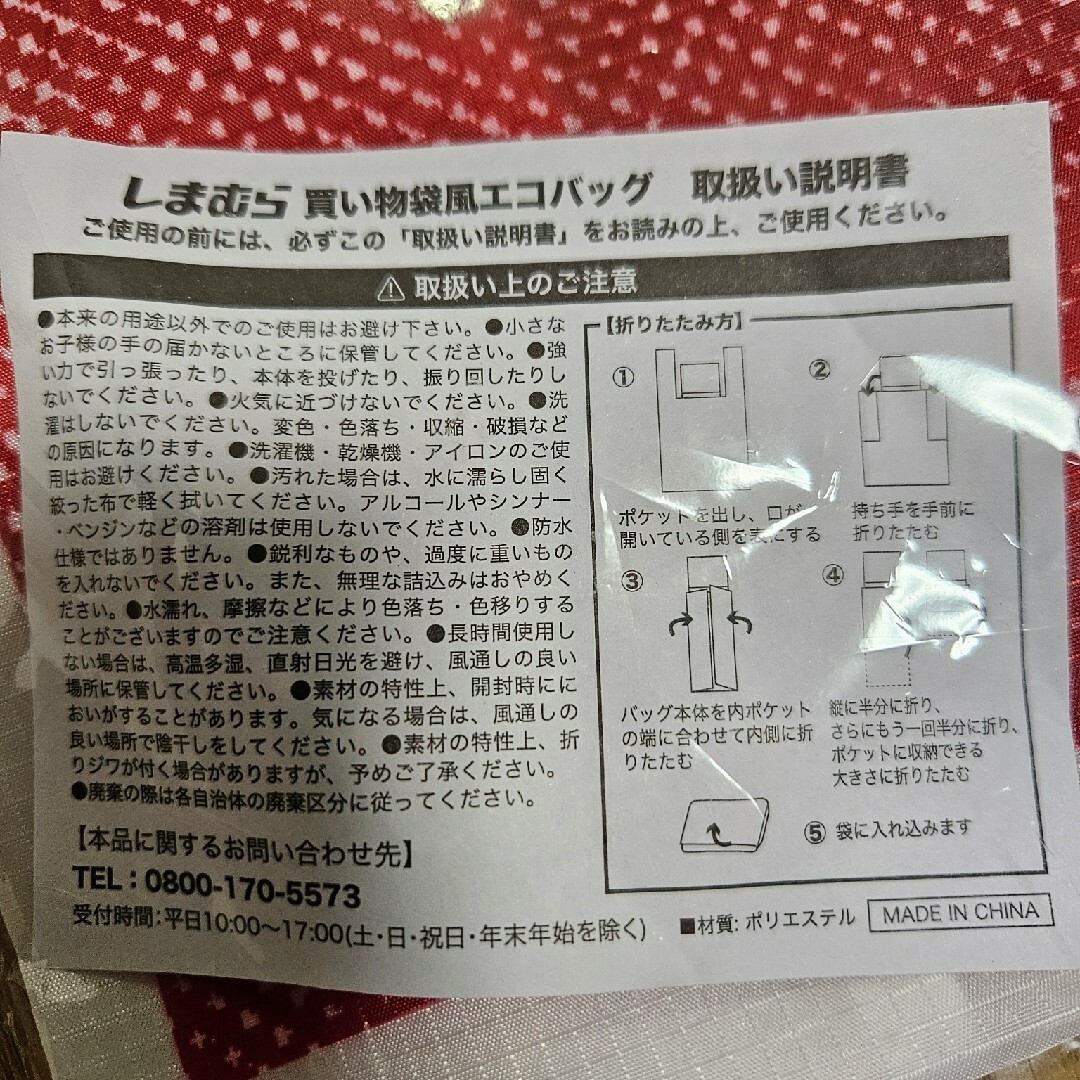 しまむら 買い物袋風エコバッグ 取扱い説明書
ご使用の前には、必ずこの「取扱い説明書」をお読みの上、ご使用ください。
⚠ 取扱い上のご注意
●本来の用途以外でのご使用はお避け下さい。●小さな
お子様の手の届かないところに保管してください。●強
い力で引っ張ったり、本体を投げたり、振り回したりし
ないでください。●火気に近づけないでください。●洗
濯はしないでください。変色・色落ち・収縮・破損など
の原因になります。●洗濯機・乾燥機・アイロンのご使
用はお避けください。●汚れた場合は、水に濡らし固く
絞った布で軽く拭いてください。アルコールやシンナー
・ベンジンなどの溶剤は使用しないでください。●防水
仕様ではありません。●鋭利なものや、過度に重いもの
を入れないでください。また、無理な詰込みはおやめく
ださい。●水濡れ、摩擦などにより色落ち・色移りする
ことがございますのでご注意ください。●長時間使用し
ない場合は、高温多湿、直射日光を避け、風通しの良い
場所に保管してください。●素材の特性上、開封時にに
おいがすることがあります。気になる場合は、風通しの
良い場所で陰干しをしてください。●素材の特性上、折
りジワが付く場合がありますが、予めご了承ください。
●廃棄の際は各自治体の廃棄区分に従ってください。
【本品に関するお問い合わせ先】
TEL：0800-170-5573
受付時間：平日10:00〜17:00(土・日・祝日・年末年始を除く)
【折りたたみ方】
①
ポケットを出し、口が
開いている側を表にする
②
持ち手を手前に
折りたたむ
③
バッグ本体を内ポケット
の端に合わせて内側に折
りたたむ
④
縦に半分に折り、
さらにもう一回半分に折り、
ポケットに収納できる
大きさに折りたたむ
⑤ 袋に入れ込みます
■材質：ポリエステル
MADE IN CHINA